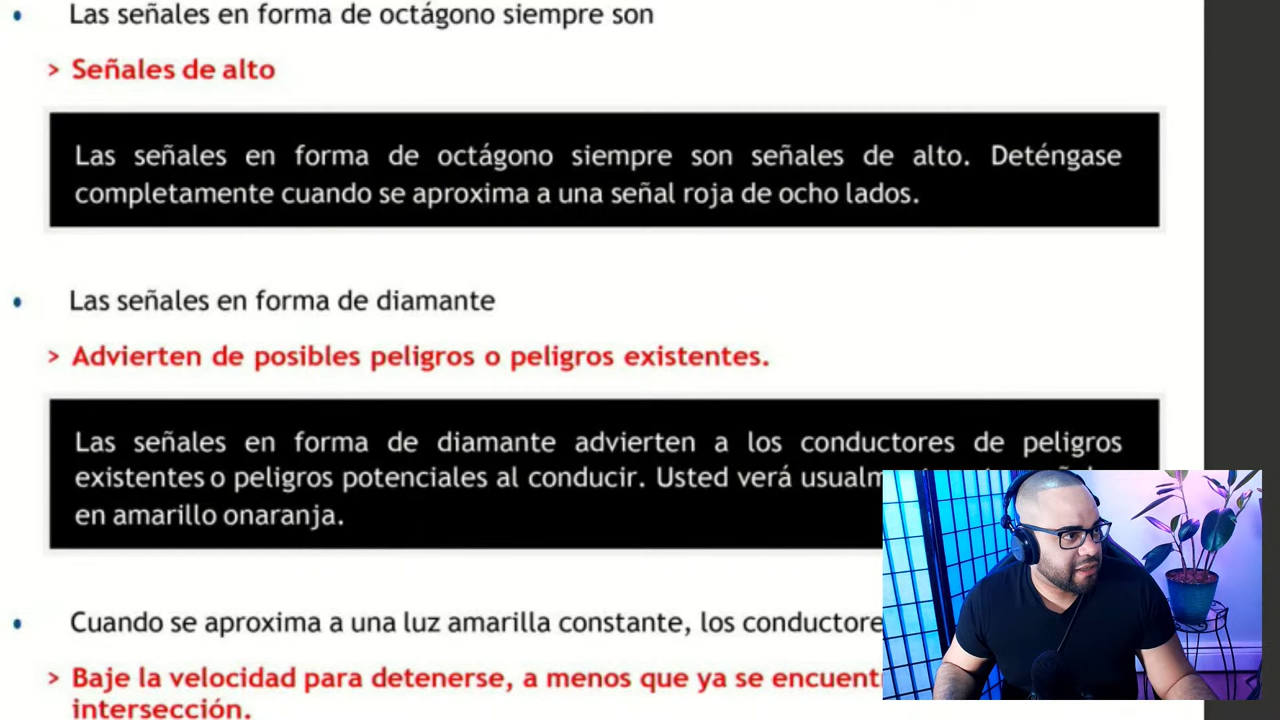 • Las señales en forma de octágono siempre son
> Señales de alto
Las señales en forma de octágono siempre son señales de alto. Deténgase
completamente cuando se aproxima a una señal roja de ocho lados.
• Las señales en forma de diamante
> Advierten de posibles peligros o peligros existentes.
Las señales en forma de diamante advierten a los conductores de peligros
existentes o peligros potenciales al conducir. Usted verá
en amarillo onaranja.
• Cuando se aproxima a una luz amarilla constante, los
> Baje la velocidad para detenerse, a menos que ya se
intersección.